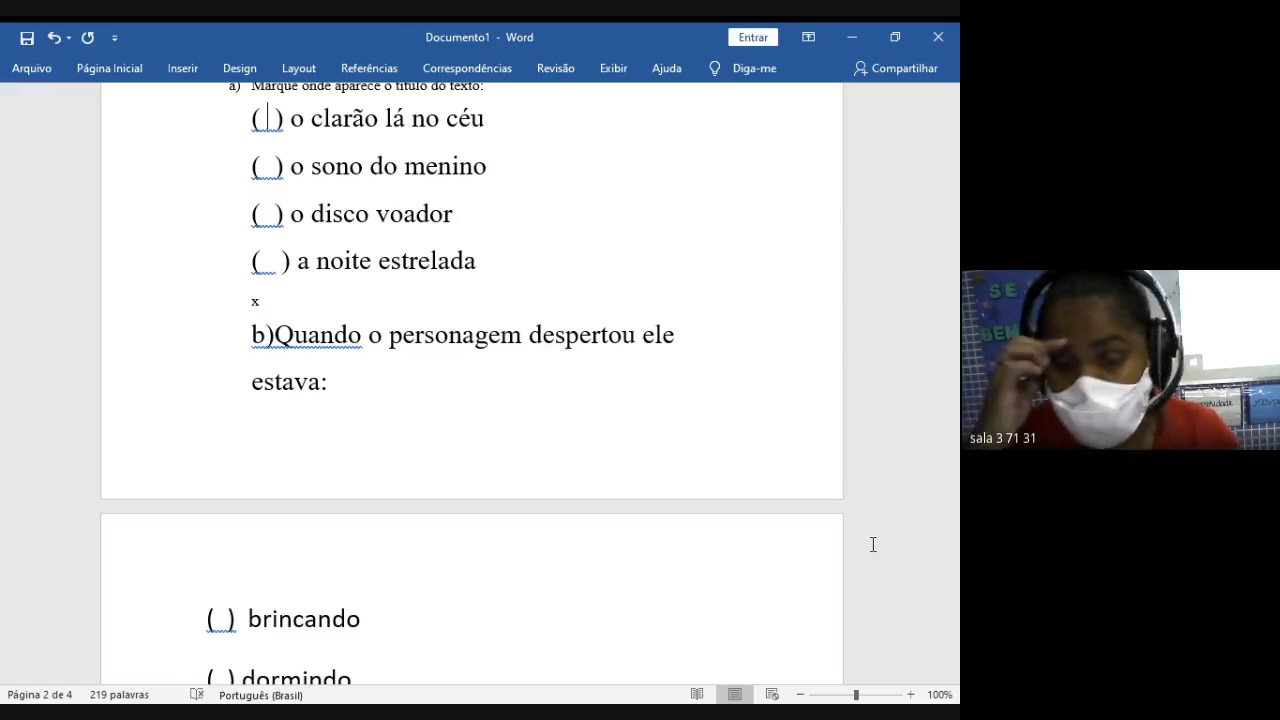 Documento1 - Word
Entrar
Arquivo Página Inicial Inserir Design Layout Referências Correspondências Revisão Exibir Ajuda Diga-me Compartilhar
a) Marque onde aparece o título do texto:
( ) o clarão lá no céu
( ) o sono do menino
( ) o disco voador
( ) a noite estrelada
x
b)Quando o personagem despertou ele
estava:
( ) brincando
( ) dormindo
SE
BEM
sala 3 71 31
Página 2 de 4 219 palavras Português (Brasil) 100%